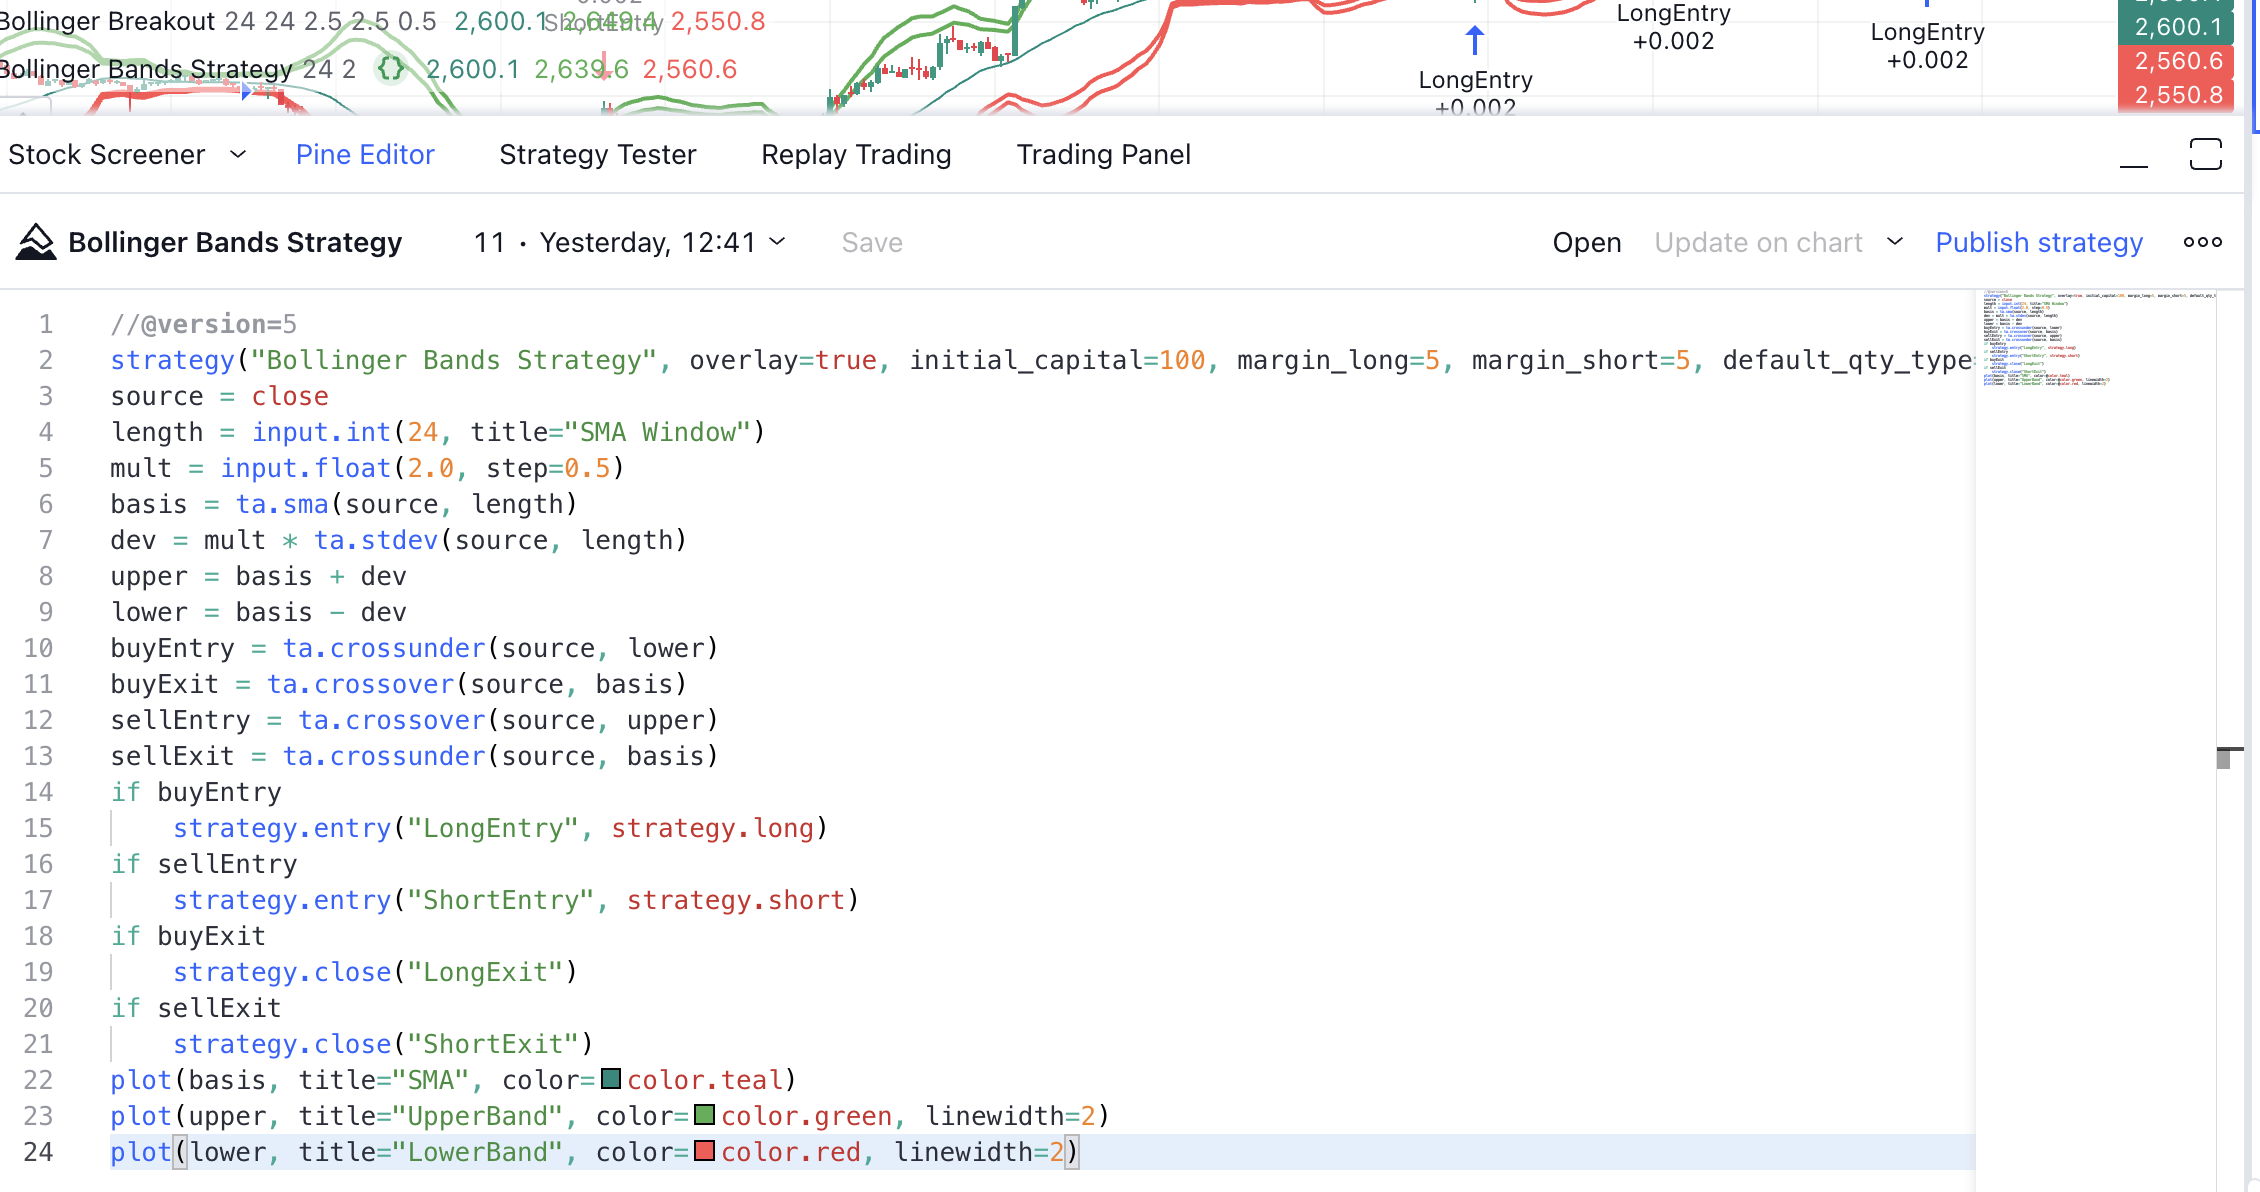 Bollinger Breakout 24 24 2.5 2.5 0.5 2,600.1 2,649.4 2,550.8
ShortEntry
Bollinger Bands Strategy 24 2 {} 2,600.1 2,639.6 2,560.6
LongEntry
+0.002
LongEntry
+0.002
LongEntry
+0.002
2,600.1
2,560.6
2,550.8
Stock Screener Pine Editor Strategy Tester Replay Trading Trading Panel
Bollinger Bands Strategy 11 · Yesterday, 12:41 Save Open Update on chart Publish strategy
1 //@version=5
2 strategy("Bollinger Bands Strategy", overlay=true, initial_capital=100, margin_long=5, margin_short=5, default_qty_type
3 source = close
4 length = input.int(24, title="SMA Window")
5 mult = input.float(2.0, step=0.5)
6 basis = ta.sma(source, length)
7 dev = mult * ta.stdev(source, length)
8 upper = basis + dev
9 lower = basis - dev
10 buyEntry = ta.crossunder(source, lower)
11 buyExit = ta.crossover(source, basis)
12 sellEntry = ta.crossover(source, upper)
13 sellExit = ta.crossunder(source, basis)
14 if buyEntry
15 strategy.entry("LongEntry", strategy.long)
16 if sellEntry
17 strategy.entry("ShortEntry", strategy.short)
18 if buyExit
19 strategy.close("LongExit")
20 if sellExit
21 strategy.close("ShortExit")
22 plot(basis, title="SMA", color=color.teal)
23 plot(upper, title="UpperBand", color=color.green, linewidth=2)
24 plot(lower, title="LowerBand", color=color.red, linewidth=2)